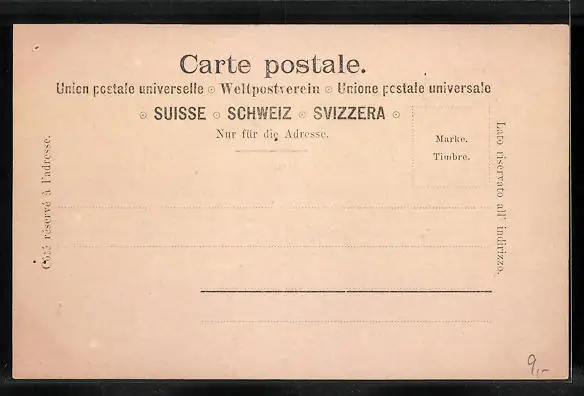 Carte postale.
Union postale universelle ⊙ Weltpostverein ⊙ Unione postale universale
⊙ SUISSE ⊙ SCHWEIZ ⊙ SVIZZERA ⊙
Nur für die Adresse.
Marke.
Timbre.
Côté réservé à l'adresse.
Lato riservato all' indirizzo.
9,-